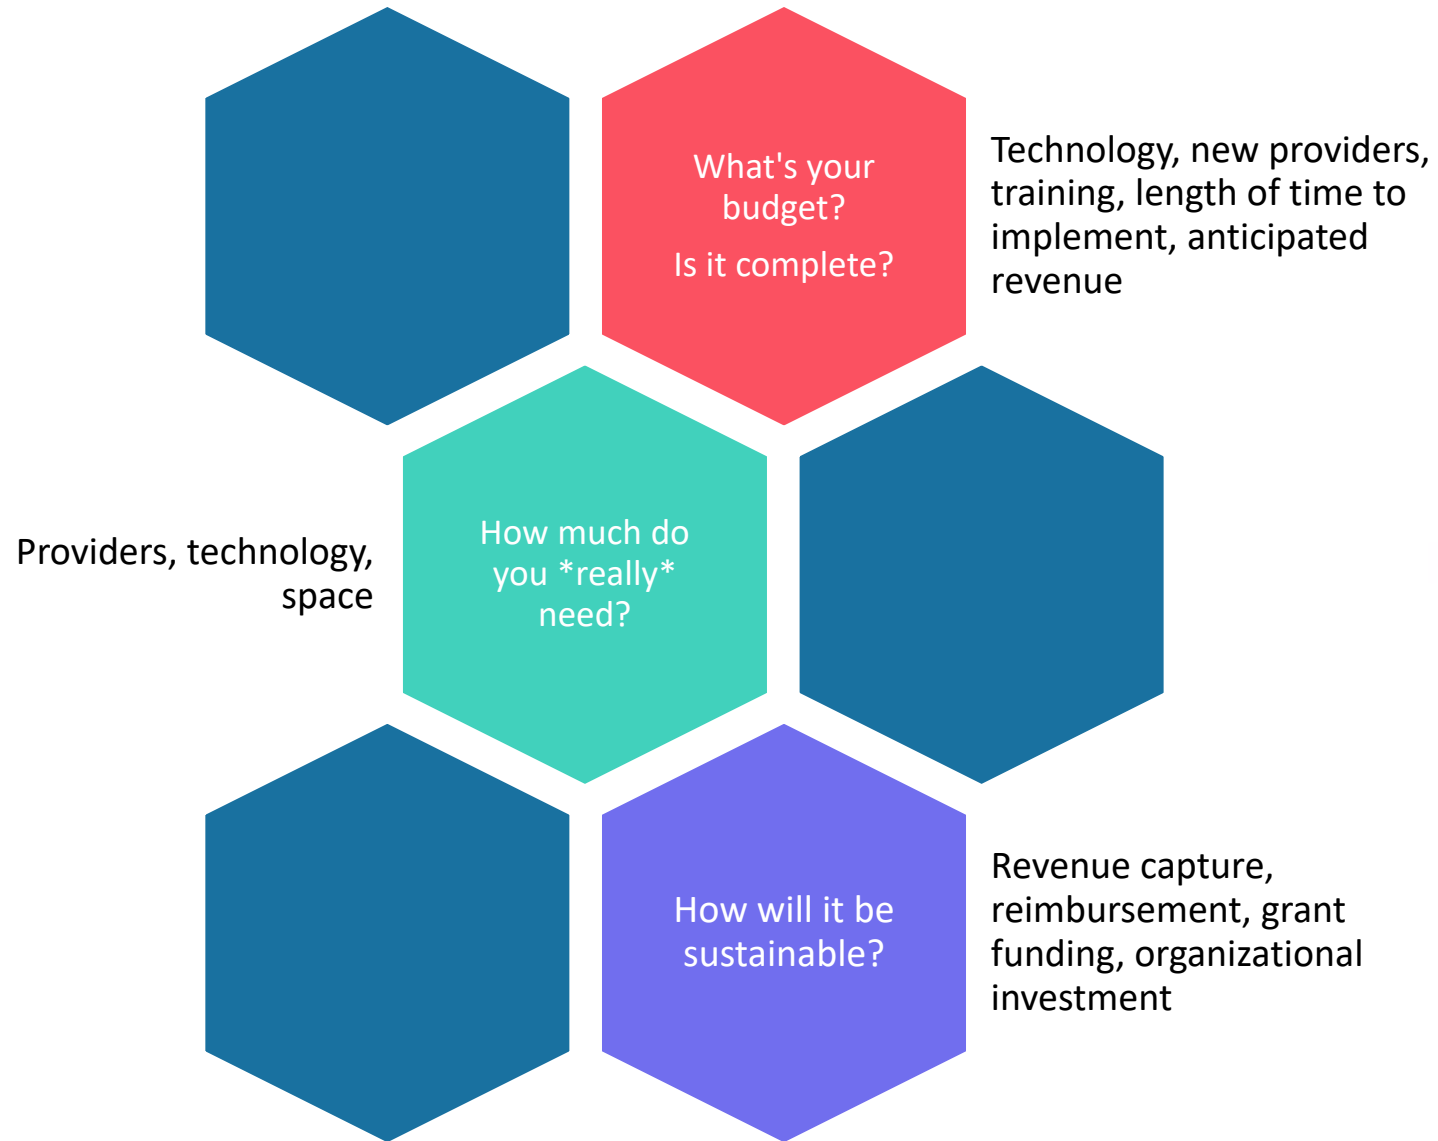 What's your
budget?
Is it complete?
Technology, new providers,
training, length of time to
implement, anticipated
revenue
Providers, technology,
space
How much do
you *really*
need?
How will it be
sustainable?
Revenue capture,
reimbursement, grant
funding, organizational
investment